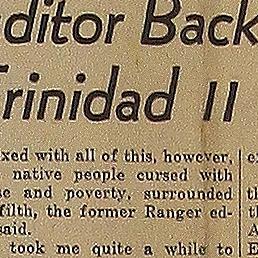 ditor Back
Trinidad II
xed with all of this, however,
native people cursed with
e and poverty, surrounded
filth, the former Ranger ed-
said.
took me quite a while to